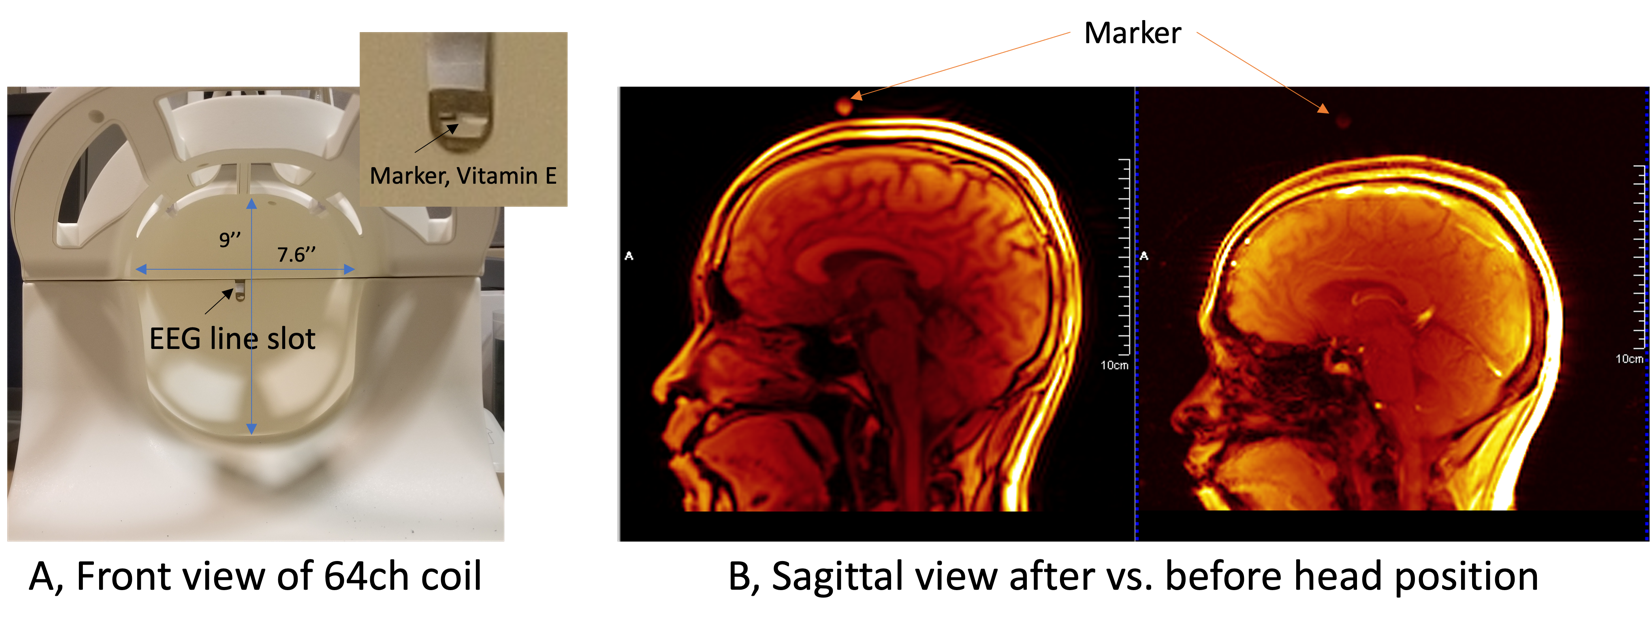 Marker
Marker, Vitamin E
9’’
7.6’’
EEG line slot
A
10cm
A
10cm
A, Front view of 64ch coil
B, Sagittal view after vs. before head position